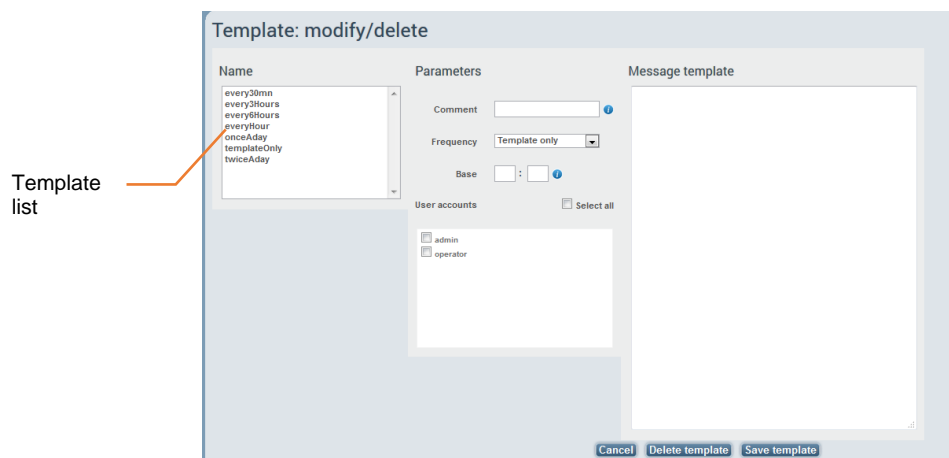 Template: modify/delete
Name
every30mn
every3Hours
every6Hours
everyHour
onceAday
templateOnly
twiceAday
Template
list
Parameters
Comment
Frequency Template only
Base :
User accounts Select all
admin
operator
Message template
Cancel Delete template Save template